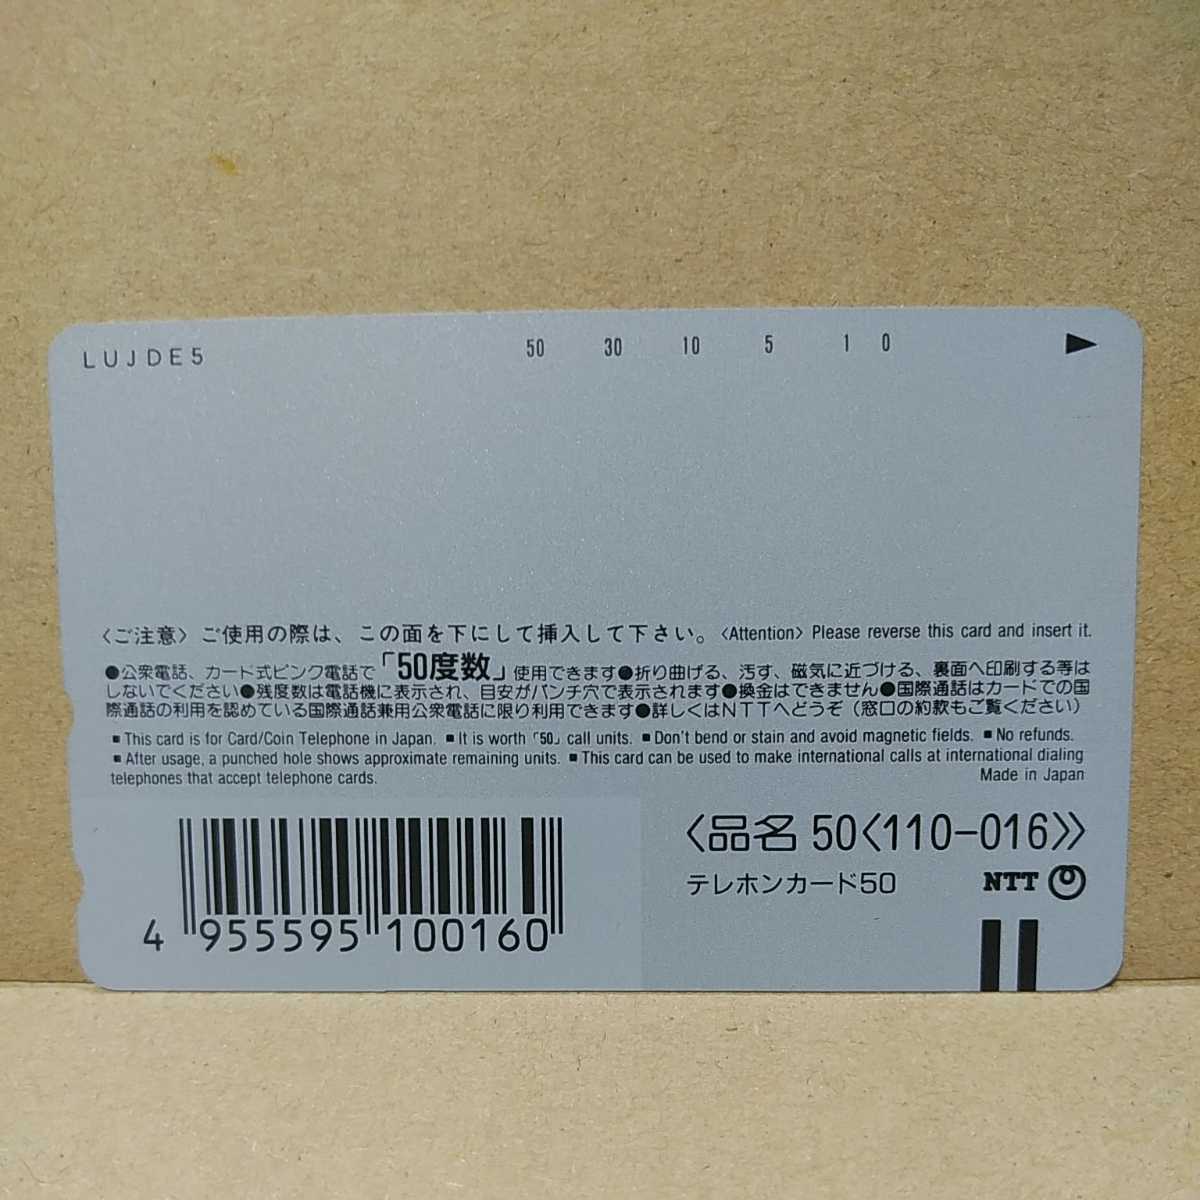 LUJDE5 50 30 10 5 1 0
〈ご注意〉ご使用の際は、この面を下にして挿入して下さい。〈Attention〉Please reverse this card and insert it.
●公衆電話、カード式ピンク電話で「50度数」使用できます●折り曲げる、汚す、磁気に近づける、裏面へ印刷する等は
しないでください●残度数は電話機に表示され、目安がパンチ穴で表示されます●換金はできません●国際通話はカードでの国
際通話の利用を認めている国際通話兼用公衆電話に限り利用できます●詳しくはNTTへどうぞ（窓口の約款もご覧ください）
■This card is for Card/Coin Telephone in Japan. ■It is worth「50」call units. ■Don't bend or stain and avoid magnetic fields. ■No refunds.
■After usage, a punched hole shows approximate remaining units. ■This card can be used to make international calls at international dialing
telephones that accept telephone cards.
Made in Japan
〈品名 50〈110-016〉〉
テレホンカード50 NTT
4 955595 100160